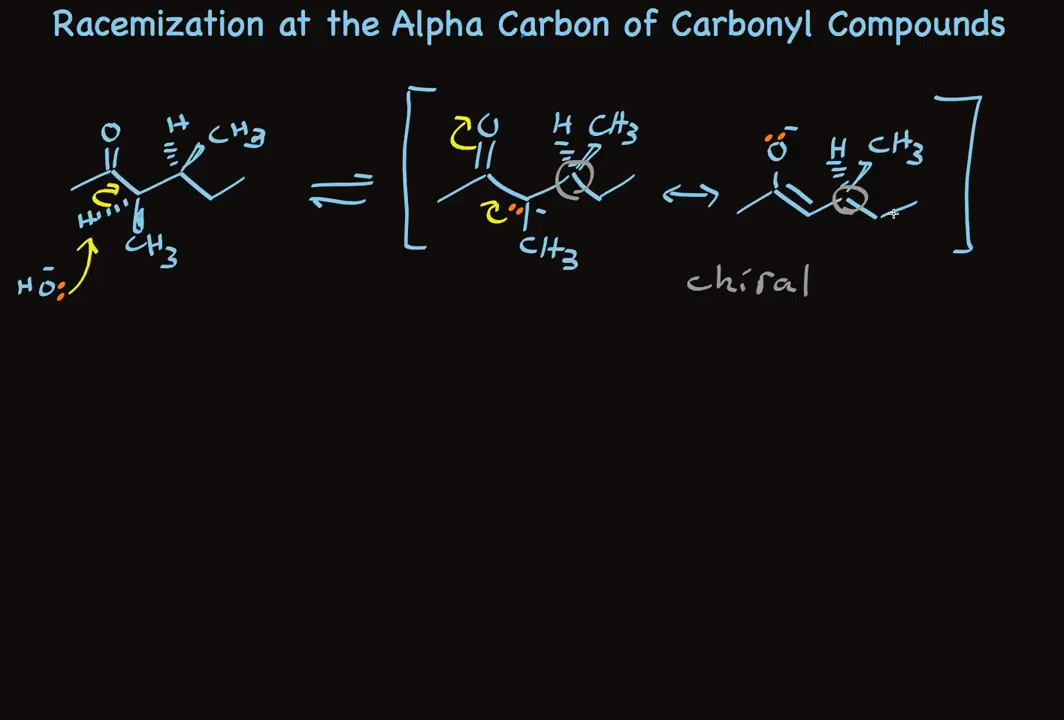 Racemization at the Alpha Carbon of Carbonyl Compounds
O H CH3
H CH3
HO:-
O H CH3
:-
CH3
:O- H CH3
chiral